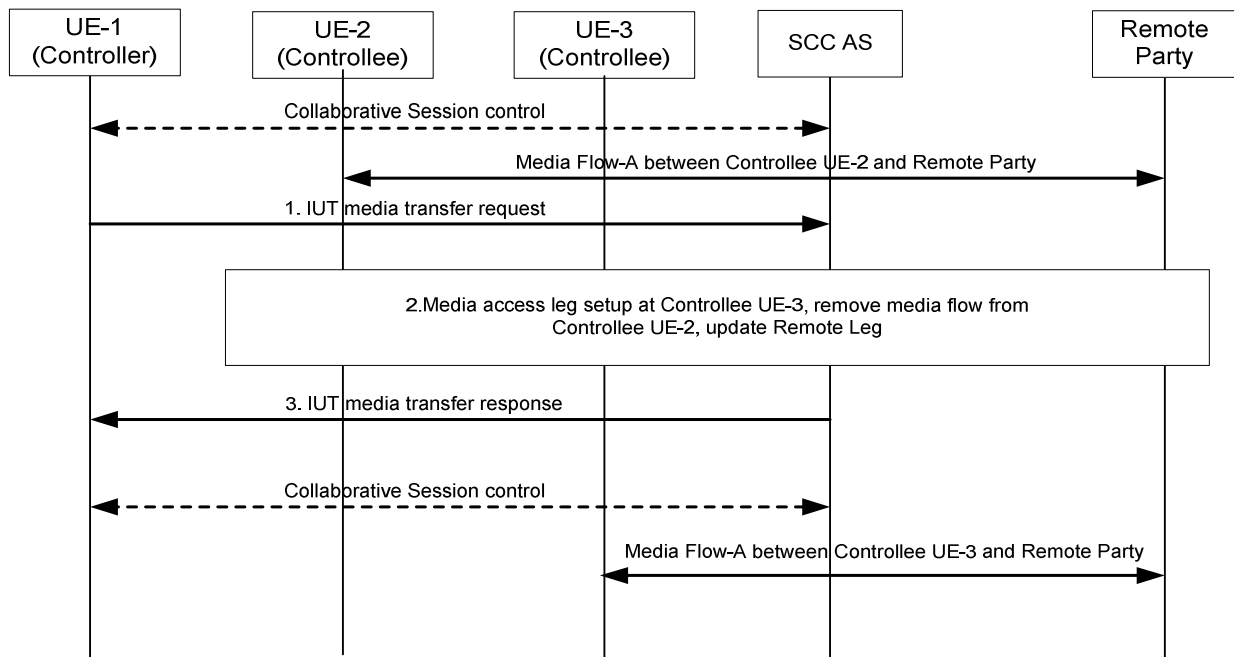 UE-1
(Controller)
UE-2
(Controllee)
UE-3
(Controllee)
SCC AS
Remote
Party
Collaborative Session control
Media Flow-A between Controllee UE-2 and Remote Party
1. IUT media transfer request
2.Media access leg setup at Controllee UE-3, remove media flow from
Controllee UE-2, update Remote Leg
3. IUT media transfer response
Collaborative Session control
Media Flow-A between Controllee UE-3 and Remote Party